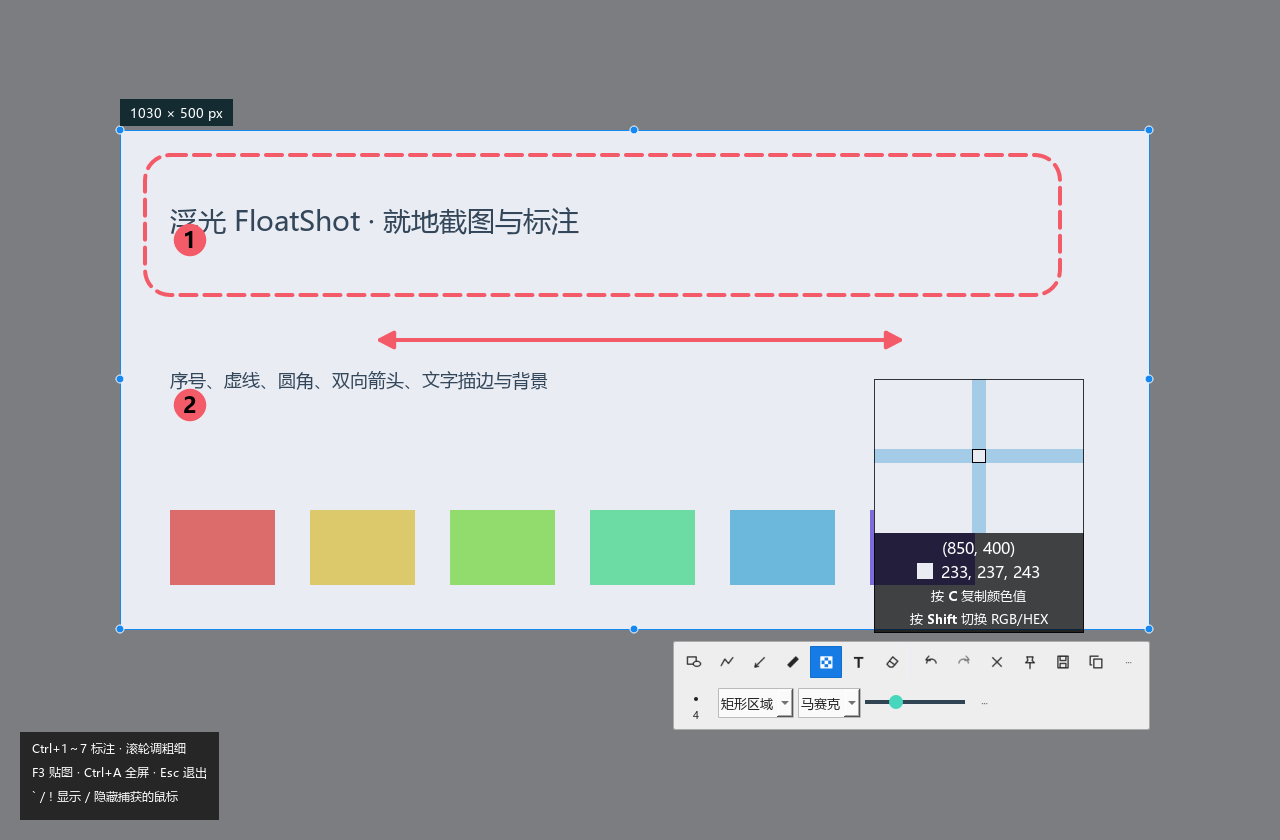 1030 × 500 px
浮光 FloatShot · 就地截图与标注
1
序号、虚线、圆角、双向箭头、文字描边与背景
2
(850, 400)
233, 237, 243
按 C 复制颜色值
按 Shift 切换 RGB/HEX
T
4
矩形区域
马赛克
Ctrl+1～7 标注 · 滚轮调粗细
F3 贴图 · Ctrl+A 全屏 · Esc 退出
` / ! 显示 / 隐藏捕获的鼠标